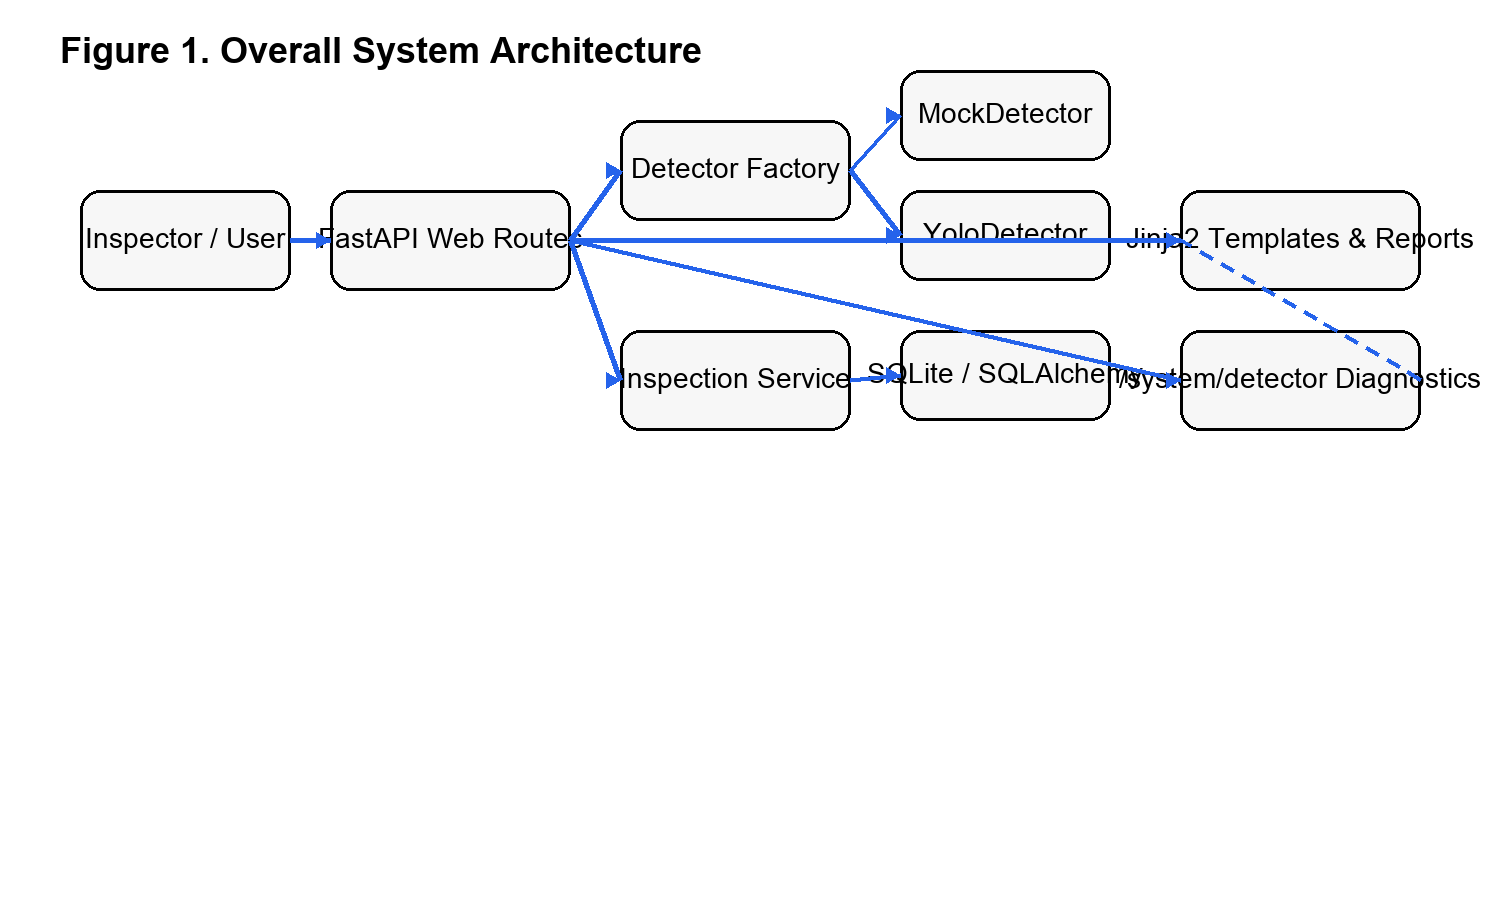 Figure 1. Overall System Architecture
MockDetector
Detector Factory
Inspector / User
FastAPI Web Routes
YoloDetector
Jinja2 Templates & Reports
Inspection Service
SQLite / SQLAlchemy
/system/detector Diagnostics